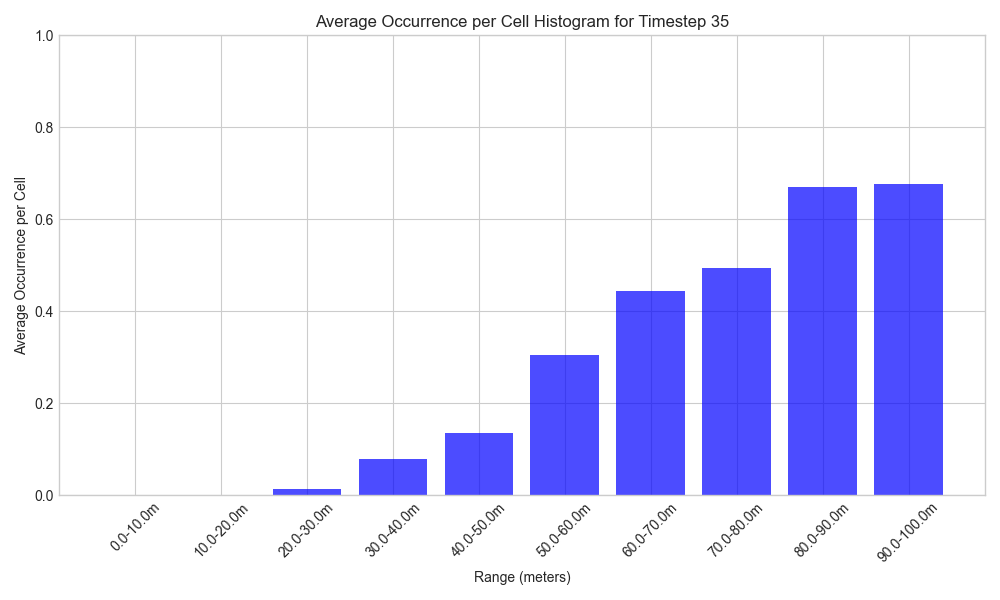 Average Occurrence per Cell Histogram for Timestep 35
1.0
0.8
0.6
0.4
0.2
0.0
Average Occurrence per Cell
0.0-10.0m
10.0-20.0m
20.0-30.0m
30.0-40.0m
40.0-50.0m
50.0-60.0m
60.0-70.0m
70.0-80.0m
80.0-90.0m
90.0-100.0m
Range (meters)